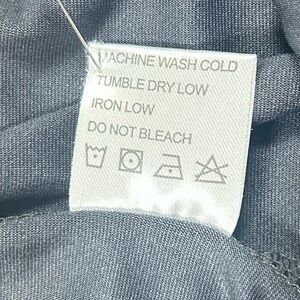 MACHINE WASH COLD
TUMBLE DRY LOW
IRON LOW
DO NOT BLEACH